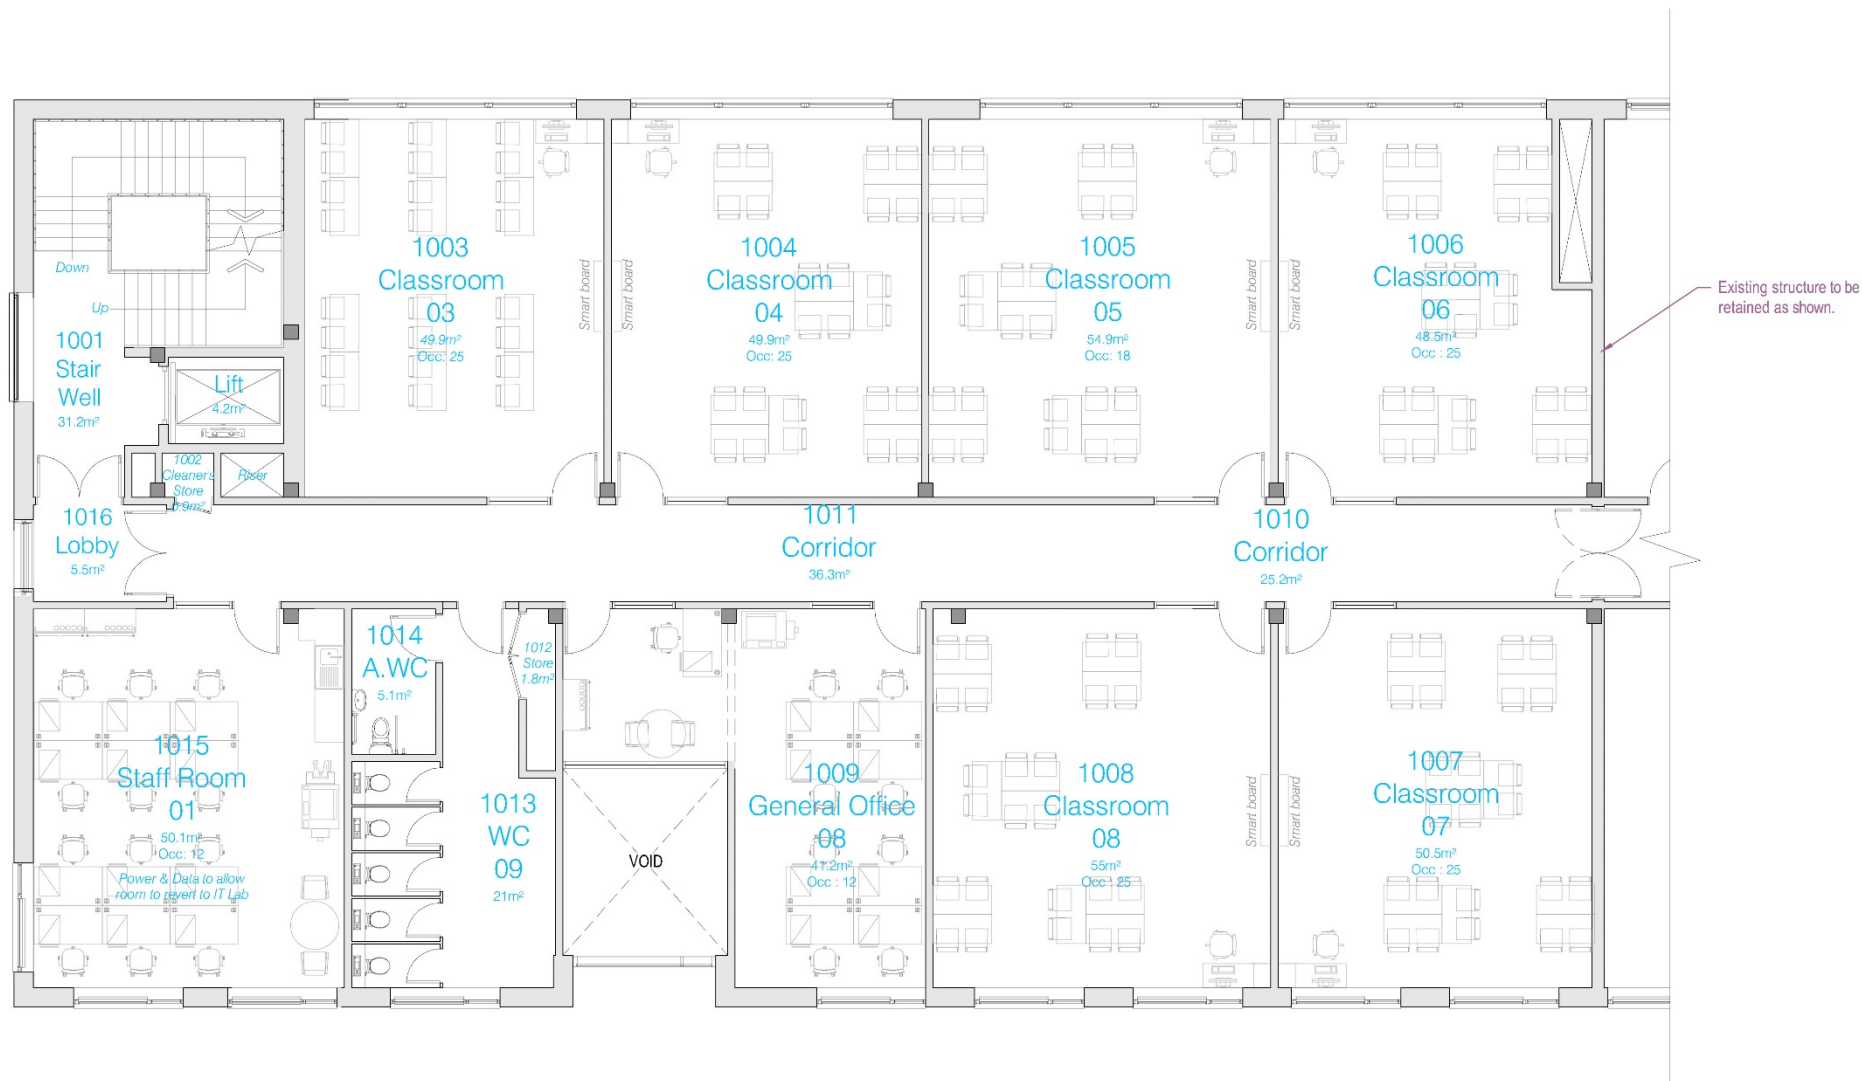 1003
Classroom
03
49.9m²
Occ: 25
Smart board
Smart board
1004
Classroom
04
49.9m²
Occ: 25
1005
Classroom
05
54.9m²
Occ: 18
Smart board
Smart board
1006
Classroom
06
48.5m²
Occ : 25
Existing structure to be
retained as shown.
Down
Up
1001
Stair
Well
31.2m²
Lift
4.2m²
1002
Cleaner's
Store
0.9m²
Riser
1016
Lobby
5.5m²
1011
Corridor
36.3m²
1010
Corridor
25.2m²
1015
Staff Room
01
50.1m²
Occ: 12
Power & Data to allow
room to revert to IT Lab
1014
A.WC
5.1m²
1012
Store
1.8m²
1013
WC
09
21m²
VOID
1009
General Office
08
41.2m²
Occ : 12
1008
Classroom
08
55m²
Occ : 25
Smart board
Smart board
1007
Classroom
07
50.5m²
Occ : 25